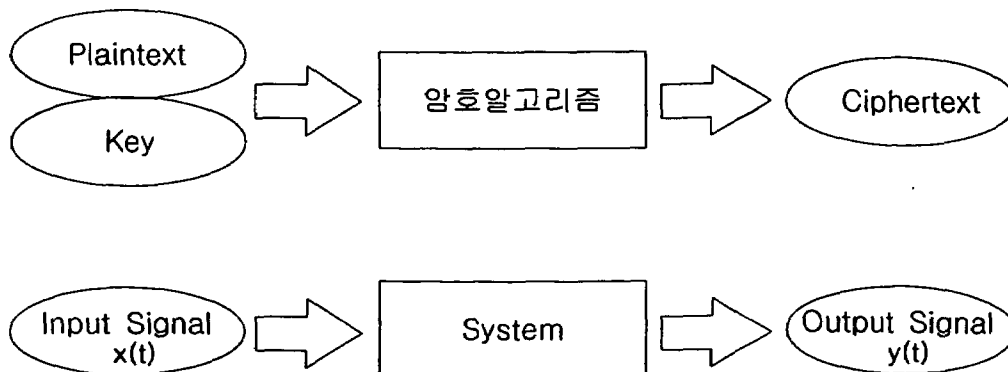 Plaintext
Key
암호알고리즘
Ciphertext
Input Signal
x(t)
System
Output Signal
y(t)